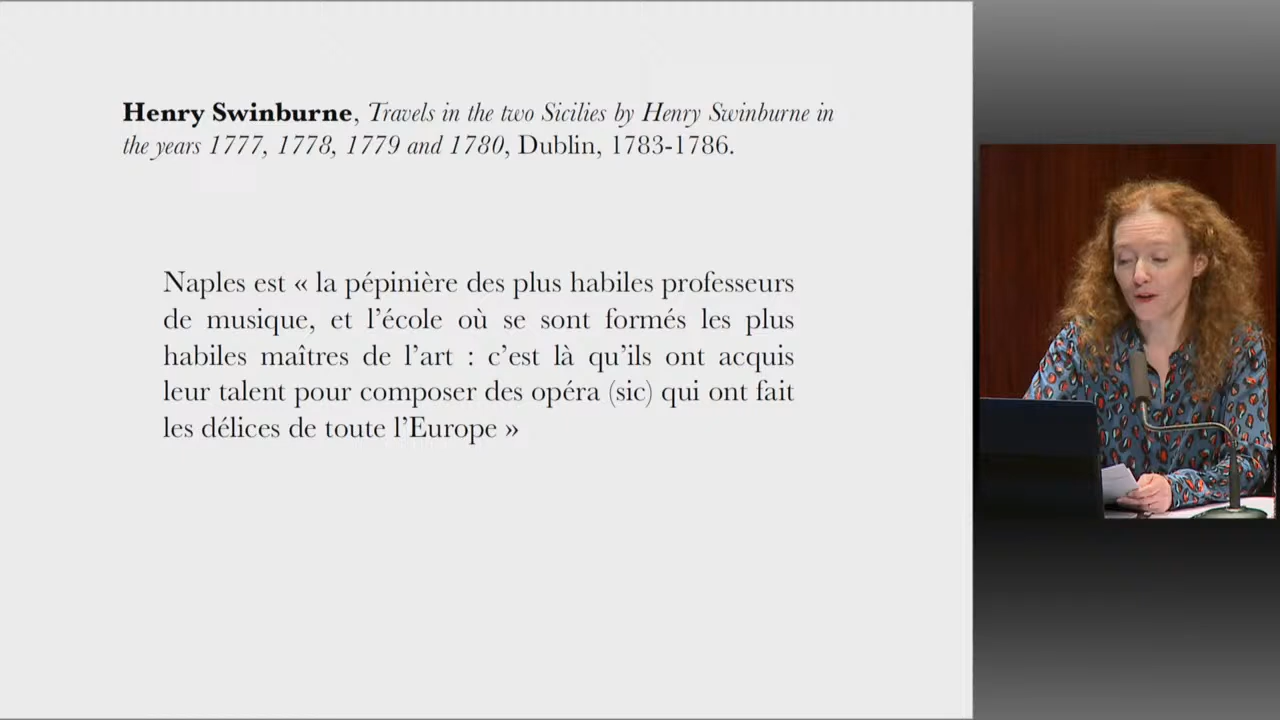 Henry Swinburne, Travels in the two Sicilies by Henry Swinburne in
the years 1777, 1778, 1779 and 1780, Dublin, 1783-1786.
Naples est « la pépinière des plus habiles professeurs
de musique, et l’école où se sont formés les plus
habiles maîtres de l’art : c’est là qu’ils ont acquis
leur talent pour composer des opéra (sic) qui ont fait
les délices de toute l’Europe »